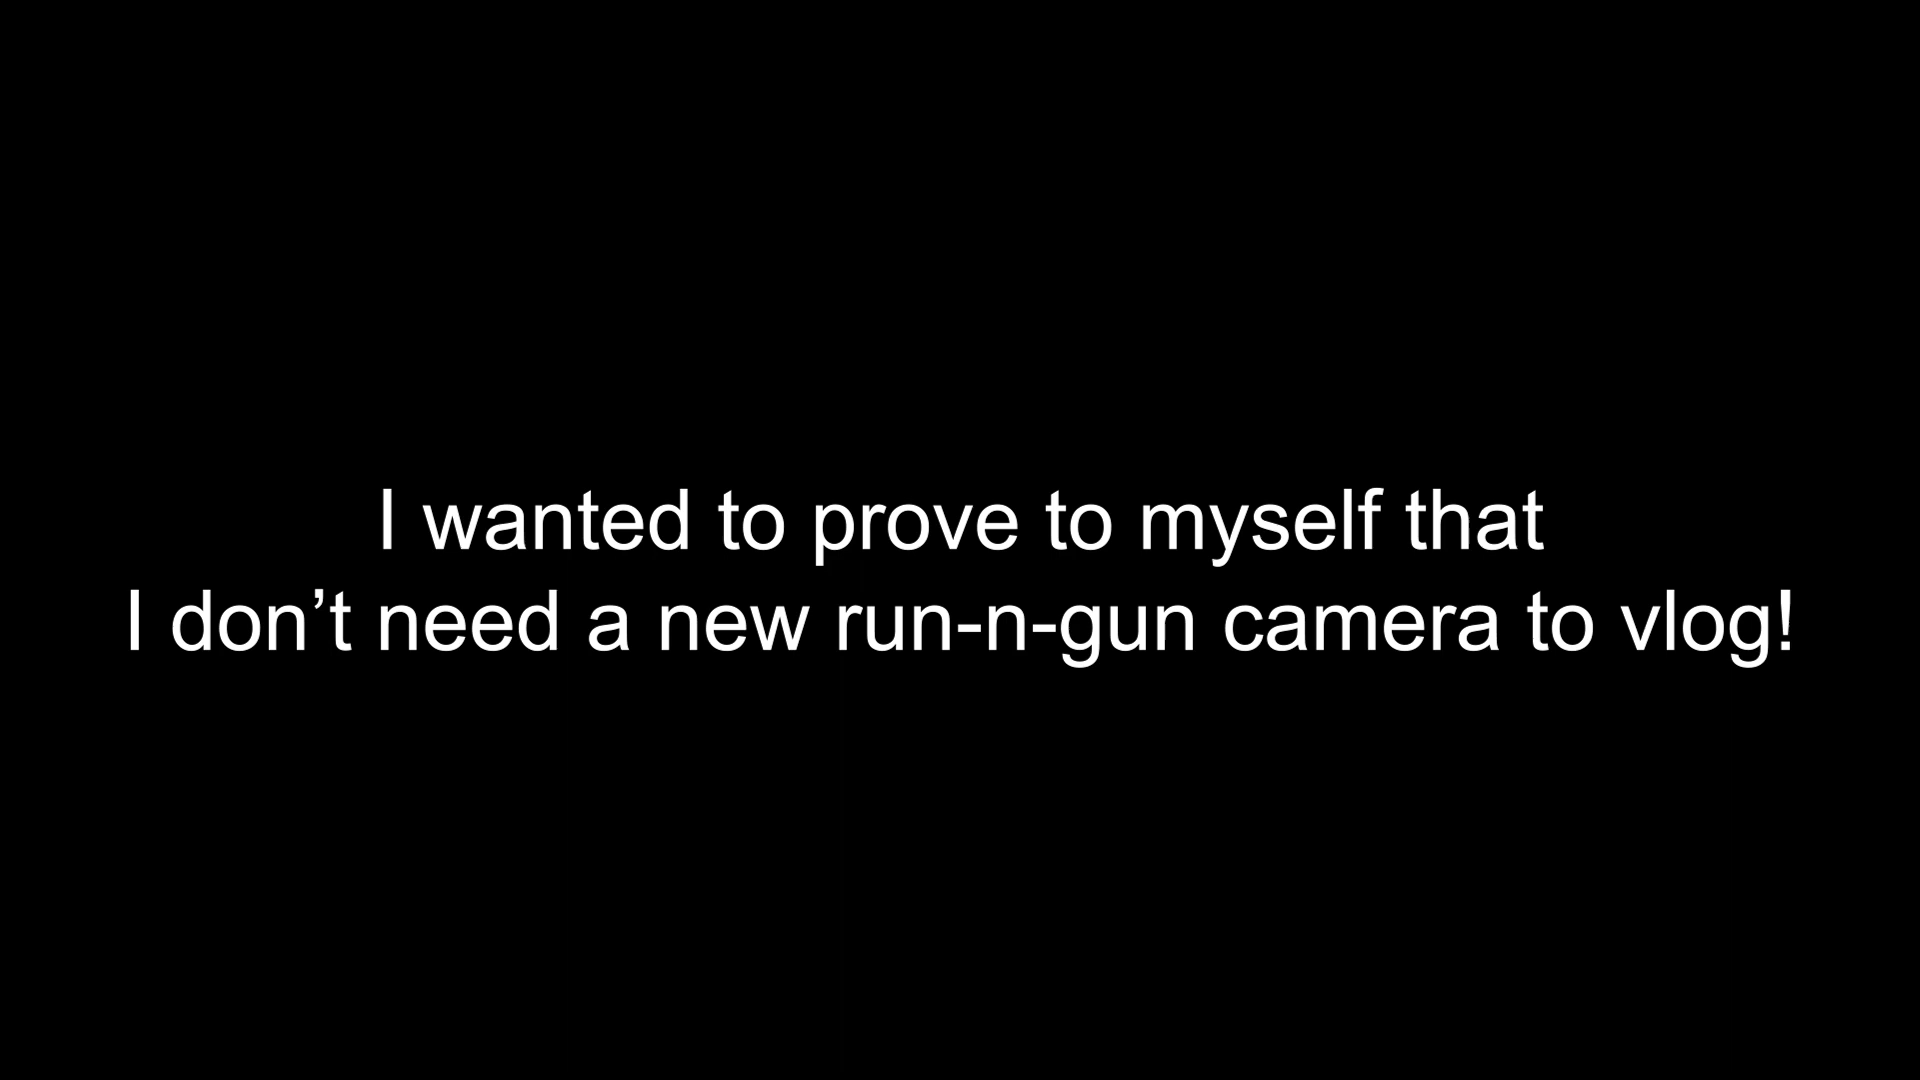 I wanted to prove to myself that
I don’t need a new run-n-gun camera to vlog!